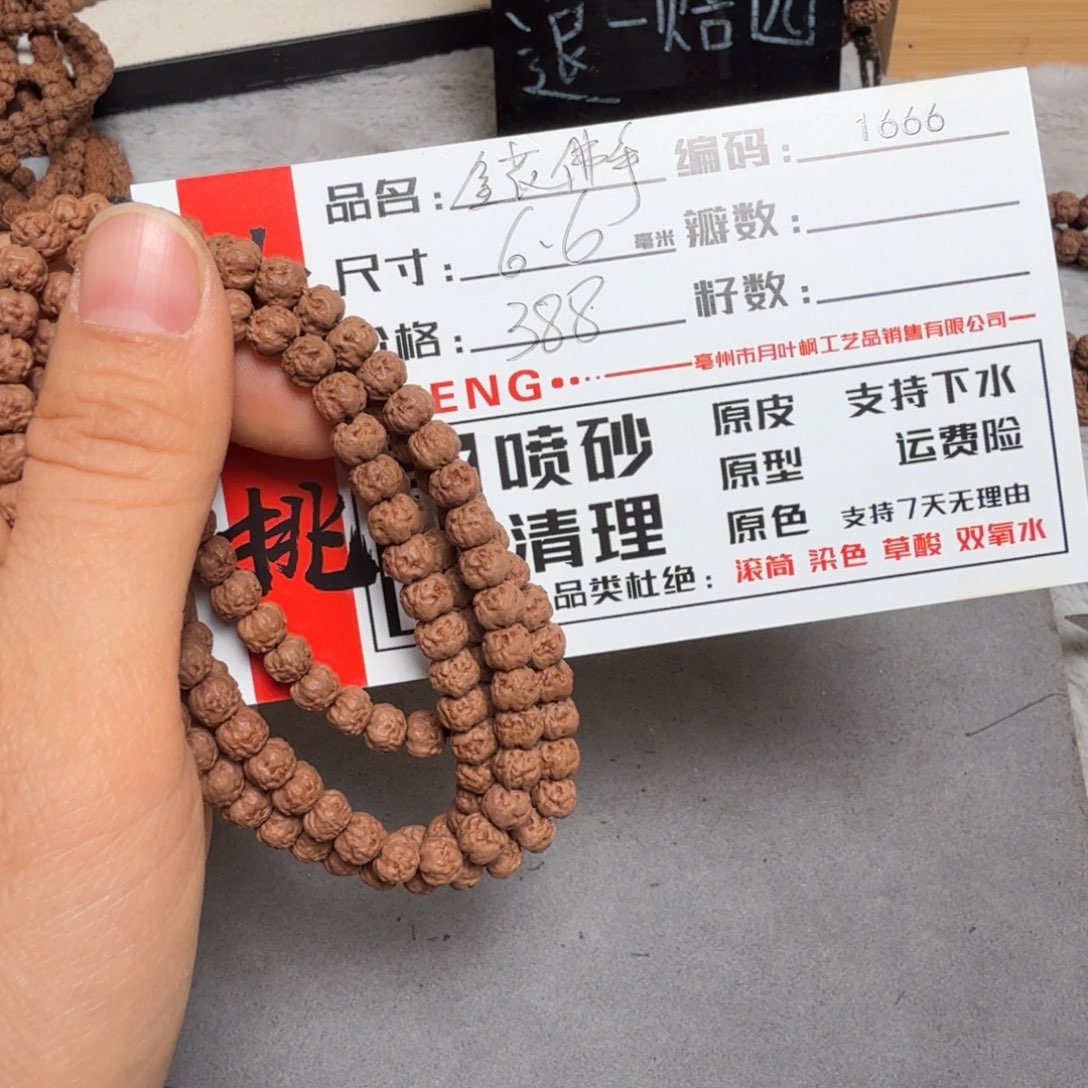 退一赔四
品名：金花佛手 编码：1666
尺寸：6.6 毫米 瓣数：
价格：388 籽数：
ENG
亳州市月叶枫工艺品销售有限公司
喷砂 原皮 支持下水
清理 原型 运费险
原色 支持7天无理由
品类杜绝：滚筒 染色 草酸 双氧水
挑